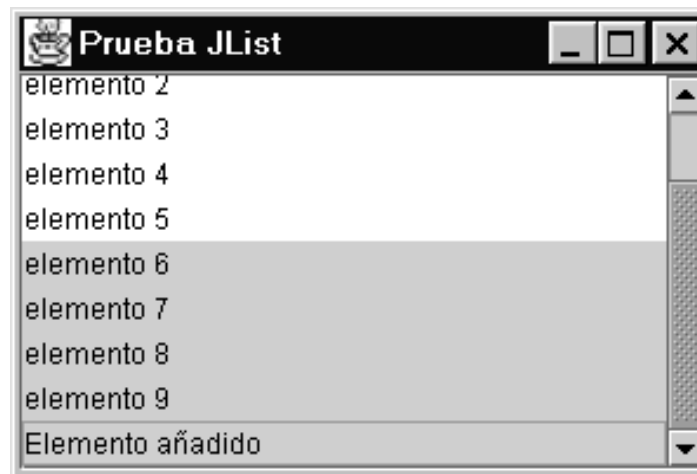 Prueba JList
elemento 2
elemento 3
elemento 4
elemento 5
elemento 6
elemento 7
elemento 8
elemento 9
Elemento añadido